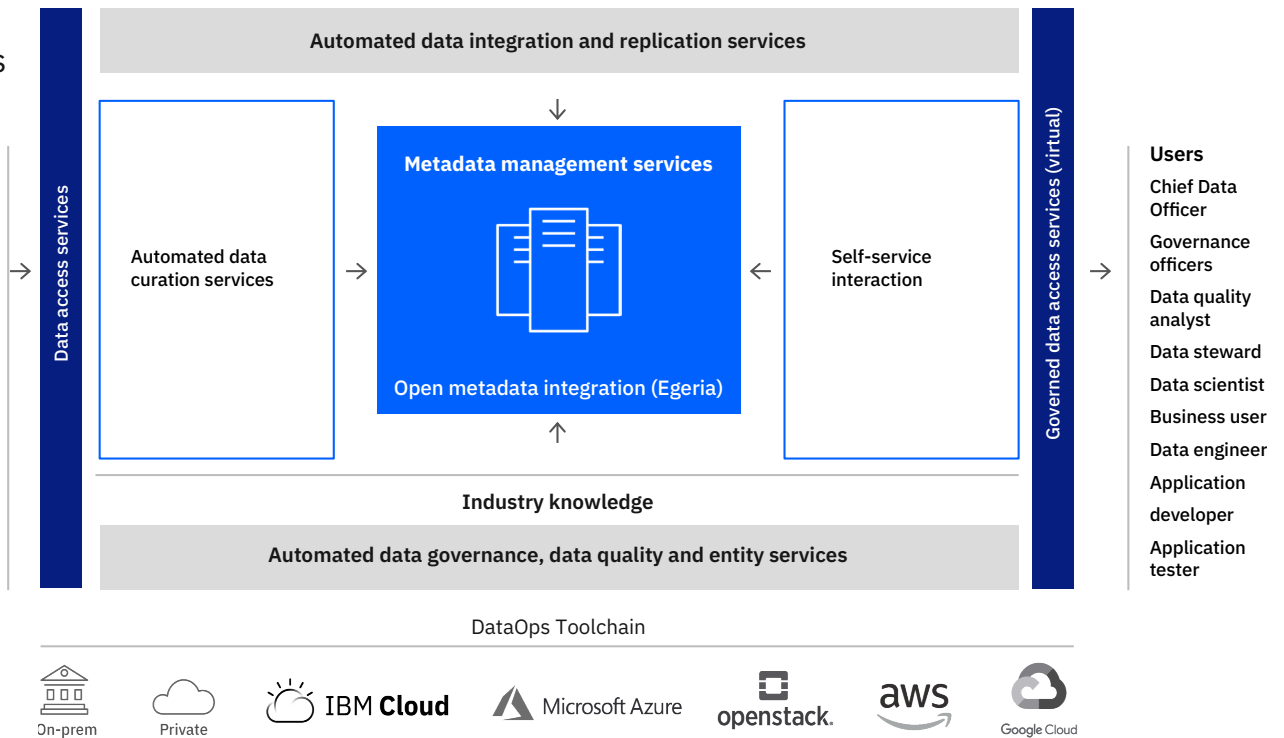 Automated data integration and replication services
s
Data access services
Automated data
curation services
Metadata management services
Open metadata integration (Egeria)
Self-service
interaction
Governed data access services (virtual)
Users
Chief Data
Officer
Governance
officers
Data quality
analyst
Data steward
Data scientist
Business user
Data engineer
Application
developer
Application
tester
Industry knowledge
Automated data governance, data quality and entity services
DataOps Toolchain
On-prem
Private
IBM Cloud
Microsoft Azure
openstack.
aws
Google Cloud